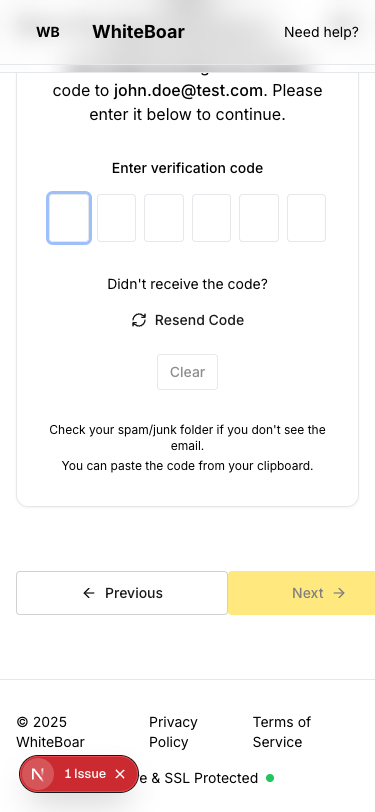 WB WhiteBoar Need help?
code to john.doe@test.com. Please
enter it below to continue.
Enter verification code
Didn't receive the code?
Resend Code
Clear
Check your spam/junk folder if you don't see the
email.
You can paste the code from your clipboard.
Previous
Next
© 2025
WhiteBoar
Privacy
Policy
Terms of
Service
1 Issue
e & SSL Protected